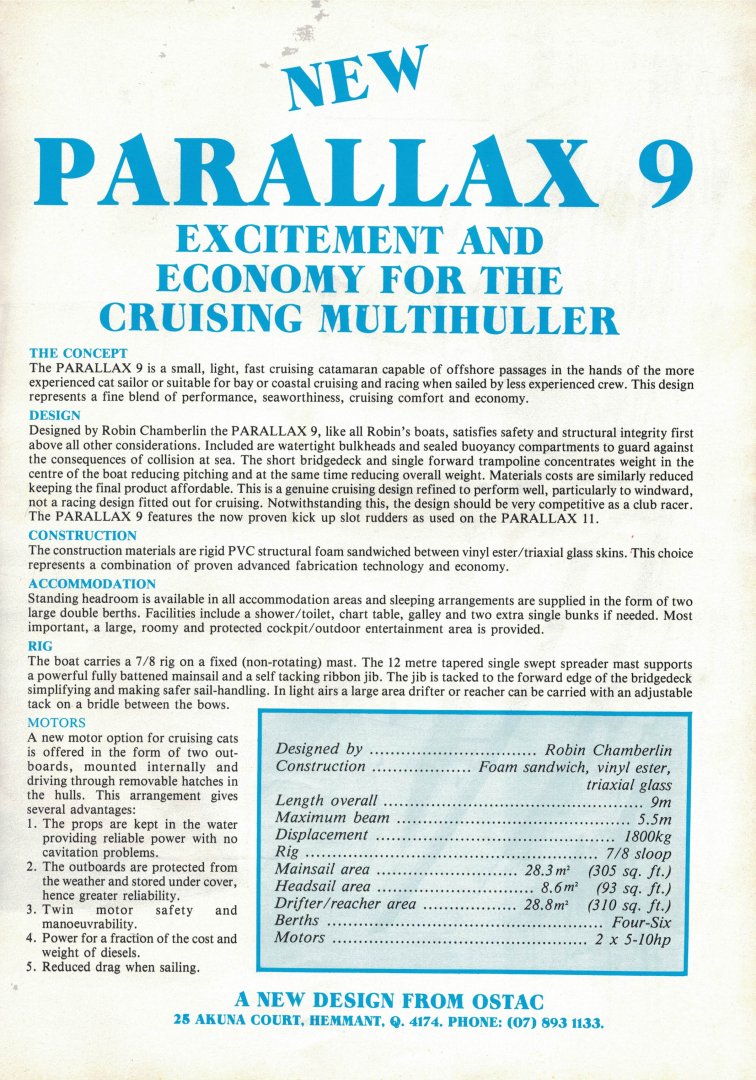 NEW
PARALLAX 9
EXCITEMENT AND
ECONOMY FOR THE
CRUISING MULTIHULLER
THE CONCEPT
The PARALLAX 9 is a small, light, fast cruising catamaran capable of offshore passages in the hands of the more
experienced cat sailor or suitable for bay or coastal cruising and racing when sailed by less experienced crew. This design
represents a fine blend of performance, seaworthiness, cruising comfort and economy.
DESIGN
Designed by Robin Chamberlin the PARALLAX 9, like all Robin's boats, satisfies safety and structural integrity first
above all other considerations. Included are watertight bulkheads and sealed buoyancy compartments to guard against
the consequences of collision at sea. The short bridgedeck and single forward trampoline concentrates weight in the
centre of the boat reducing pitching and at the same time reducing overall weight. Materials costs are similarly reduced
keeping the final product affordable. This is a genuine cruising design refined to perform well, particularly to windward,
not a racing design fitted out for cruising. Notwithstanding this, the design should be very competitive as a club racer.
The PARALLAX 9 features the now proven kick up slot rudders as used on the PARALLAX 11.
CONSTRUCTION
The construction materials are rigid PVC structural foam sandwiched between vinyl ester/triaxial glass skins. This choice
represents a combination of proven advanced fabrication technology and economy.
ACCOMMODATION
Standing headroom is available in all accommodation areas and sleeping arrangements are supplied in the form of two
large double berths. Facilities include a shower/toilet, chart table, galley and two extra single bunks if needed. Most
important, a large, roomy and protected cockpit/outdoor entertainment area is provided.
RIG
The boat carries a 7/8 rig on a fixed (non-rotating) mast. The 12 metre tapered single swept spreader mast supports
a powerful fully battened mainsail and a self tacking ribbon jib. The jib is tacked to the forward edge of the bridgedeck
simplifying and making safer sail-handling. In light airs a large area drifter or reacher can be carried with an adjustable
tack on a bridle between the bows.
MOTORS
A new motor option for cruising cats
is offered in the form of two out-
boards, mounted internally and
driving through removable hatches in
the hulls. This arrangement gives
several advantages:
1. The props are kept in the water
providing reliable power with no
cavitation problems.
2. The outboards are protected from
the weather and stored under cover,
hence greater reliability.
3. Twin motor safety and
manoeuvrability.
4. Power for a fraction of the cost and
weight of diesels.
5. Reduced drag when sailing.
Designed by ................................ Robin Chamberlin
Construction ................... Foam sandwich, vinyl ester,
triaxial glass
Length overall .................................................. 9m
Maximum beam .................................................. 5.5m
Displacement .............................................. 1800kg
Rig ........................................................ 7/8 sloop
Mainsail area ........................... 28.3m² (305 sq. ft.)
Headsail area .............................. 8.6m² (93 sq. ft.)
Drifter/reacher area .................. 28.8m² (310 sq. ft.)
Berths .................................................... Four-Six
Motors ................................................. 2 x 5-10hp
A NEW DESIGN FROM OSTAC
25 AKUNA COURT, HEMMANT, Q. 4174. PHONE: (07) 893 1133.